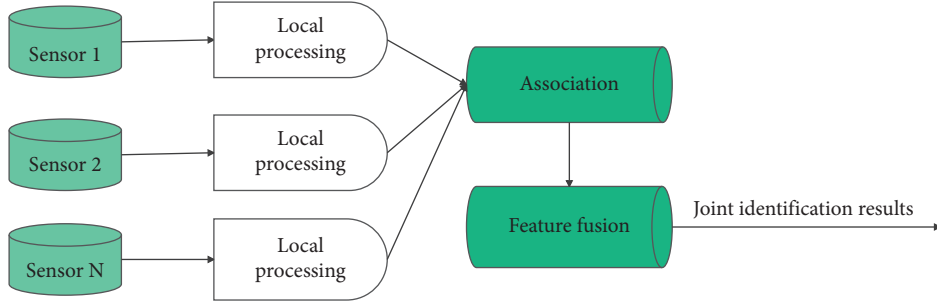 Sensor 1
Local
processing
Association
Sensor 2
Local
processing
Feature fusion
Joint identification results
Sensor N
Local
processing